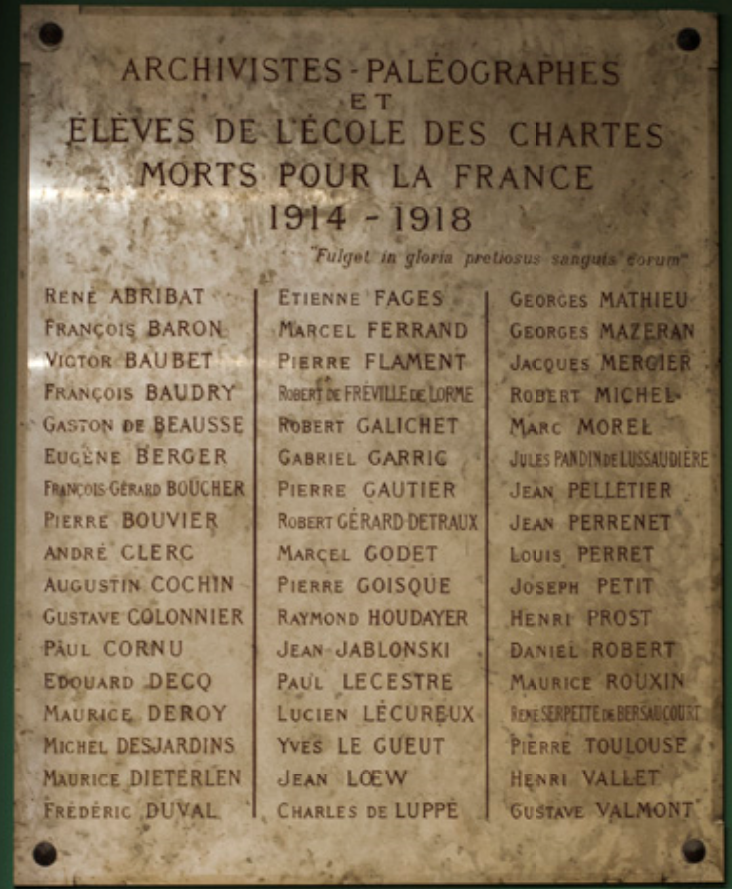 ARCHIVISTES-PALÉOGRAPHES
ET
ÉLÈVES DE L'ÉCOLE DES CHARTES
MORTS POUR LA FRANCE
1914 - 1918
"Fulget in gloria pretiosus sanguis eorum"
RENÉ ABRIBAT
FRANÇOIS BARON
VICTOR BAUBET
FRANÇOIS BAUDRY
GASTON DE BEAUSSE
EUGÈNE BERGER
FRANÇOIS-GÉRARD BOUCHER
PIERRE BOUVIER
ANDRÉ CLERC
AUGUSTIN COCHIN
GUSTAVE COLONNIER
PAUL CORNU
EDOUARD DECQ
MAURICE DEROY
MICHEL DESJARDINS
MAURICE DIETERLEN
FRÉDÉRIC DUVAL
ETIENNE FAGES
MARCEL FERRAND
PIERRE FLAMENT
ROBERT DE FRÉVILLE DE LORME
ROBERT GALICHET
GABRIEL GARRIC
PIERRE GAUTIER
ROBERT GÉRARD-DETRAUX
MARCEL GODET
PIERRE GOISQUE
RAYMOND HOUDAYER
JEAN JABLONSKI
PAUL LECESTRE
LUCIEN LÉCUREUX
YVES LE GUEUT
JEAN LŒW
CHARLES DE LUPPÉ
GEORGES MATHIEU
GEORGES MAZERAN
JACQUES MERCIER
ROBERT MICHEL
MARC MOREL
JULES PANDIN DE LUSSAUDIÈRE
JEAN PELLETIER
JEAN PERRENET
LOUIS PERRET
JOSEPH PETIT
HENRI PROST
DANIEL ROBERT
MAURICE ROUXIN
RENÉ SERPETTE DE BERSAUCOURT
PIERRE TOULOUSE
HENRI VALLET
GUSTAVE VALMONT